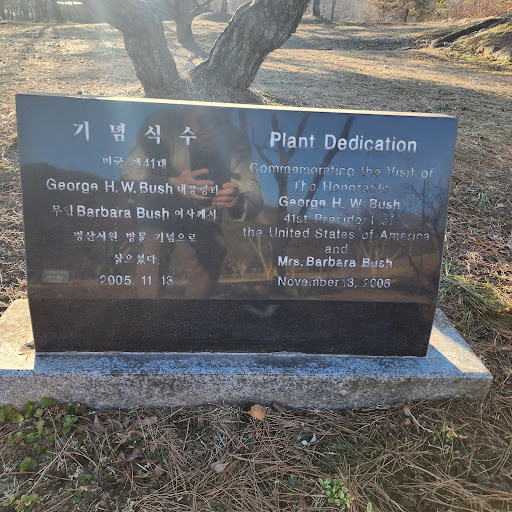 기념식수
미국 제41대
George H.W. Bush 대통령과
부인 Barbara Bush 여사께서
병산서원 방문 기념으로
심으셨다.
2005. 11. 13
Plant Dedication
Commemorating the Visit of
The Honorable
George H.W. Bush
41st President of
the United States of America
and
Mrs. Barbara Bush
November 13, 2005